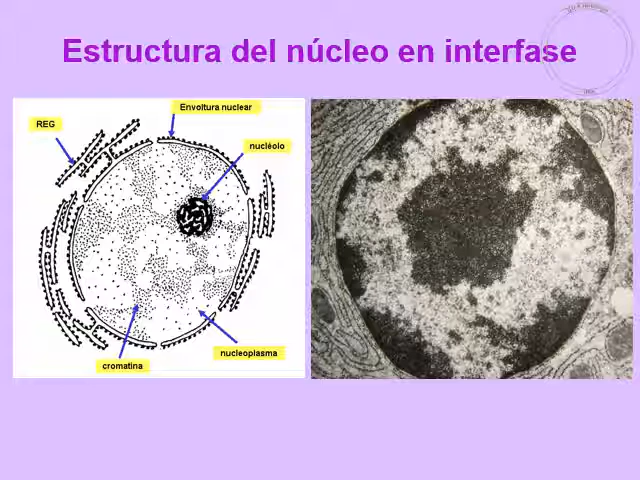 Estructura del núcleo en interfase
Envoltura nuclear
REG
nucléolo
nucleoplasma
cromatina